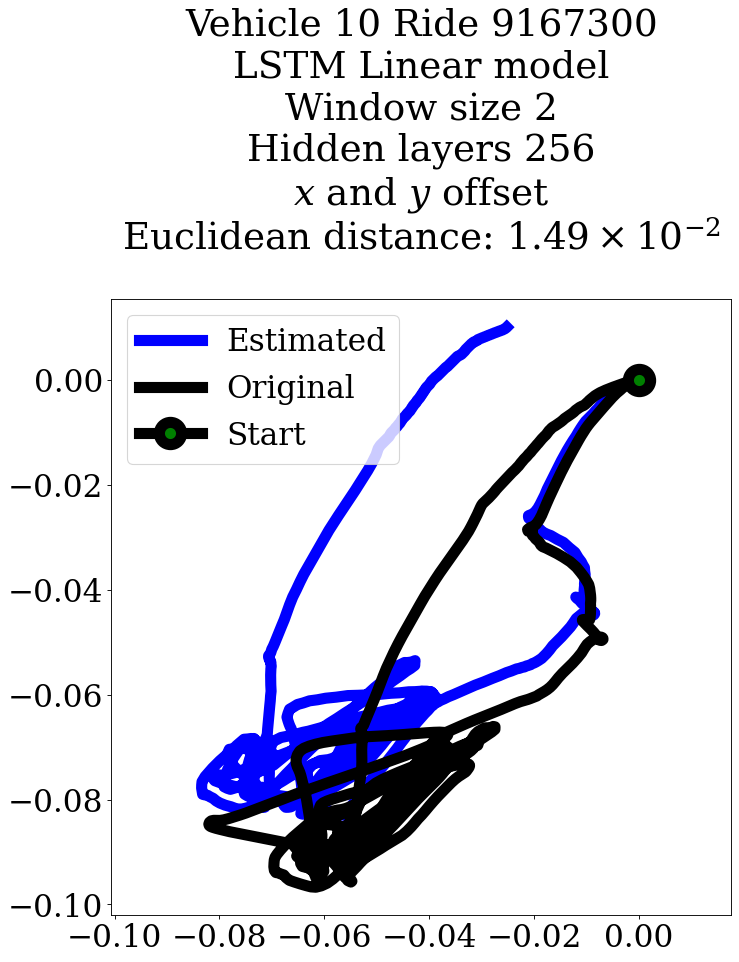 Vehicle 10 Ride 9167300
LSTM Linear model
Window size 2
Hidden layers 256
x and y offset
Euclidean distance: 1.49 × 10⁻²
Estimated
Original
Start
0.00
−0.02
−0.04
−0.06
−0.08
−0.10
−0.10 −0.08 −0.06 −0.04 −0.02 0.00